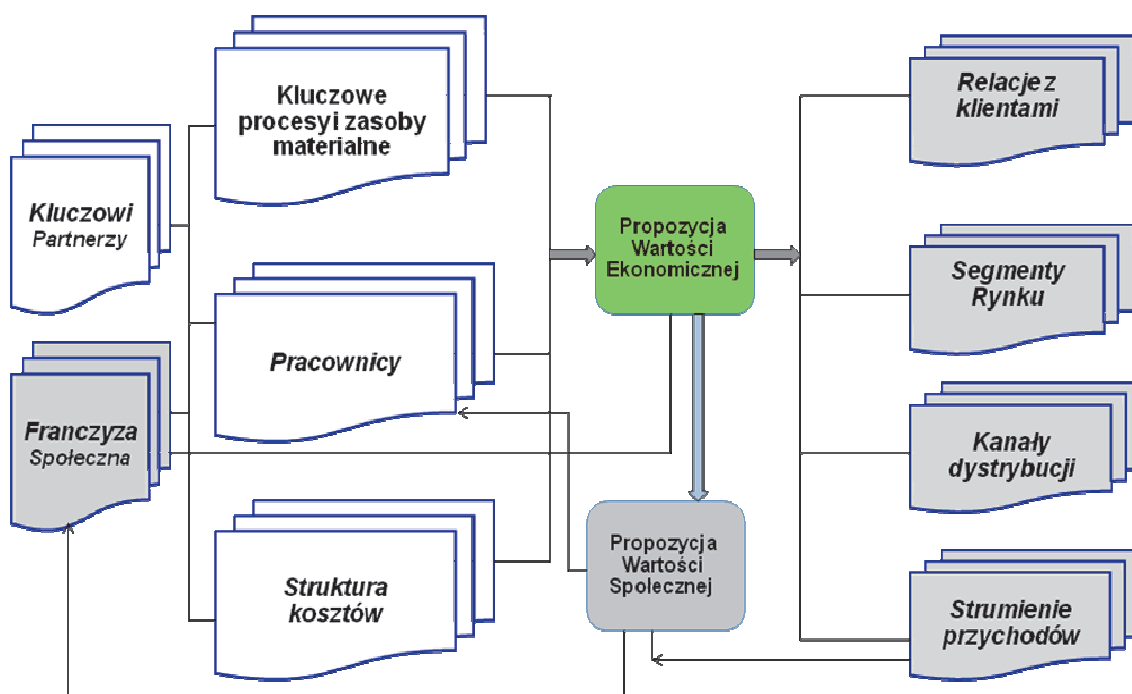 Kluczowi
Partnerzy
Franczyza
Społeczna
Kluczowe
procesyi zasoby
materialne
Pracownicy
Struktura
kosztów
Propozycja
Wartości
Ekonomicznej
Propozycja
Wartości
Społecznej
Relacje z
klientami
Segmenty
Rynku
Kanały
dystrybucji
Strumienie
przychodów